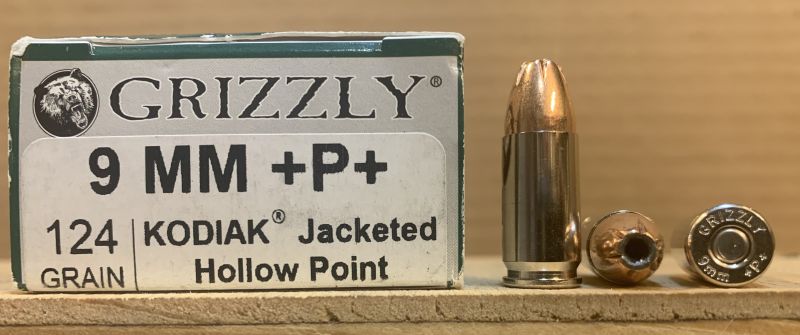 GRIZZLY®
9 MM +P+
124 GRAIN
KODIAK® Jacketed
Hollow Point
GRIZZLY
9mm +P+